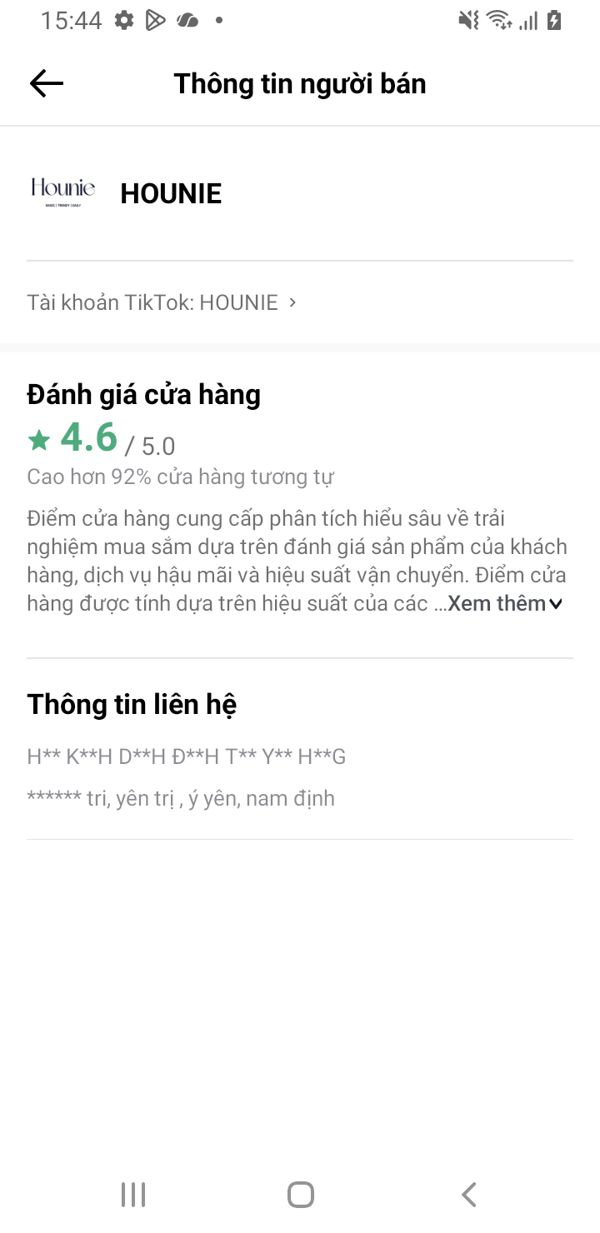 15:44
Thông tin người bán
Hounie
HOUNIE
Tài khoản TikTok: HOUNIE
Đánh giá cửa hàng
4.6 / 5.0
Cao hơn 92% cửa hàng tương tự
Điểm cửa hàng cung cấp phân tích hiểu sâu về trải
nghiệm mua sắm dựa trên đánh giá sản phẩm của khách
hàng, dịch vụ hậu mãi và hiệu suất vận chuyển. Điểm cửa
hàng được tính dựa trên hiệu suất của các ...Xem thêm
Thông tin liên hệ
H** K**H D**H Đ**H T** Y** H**G
****** tri, yên trị , ý yên, nam định